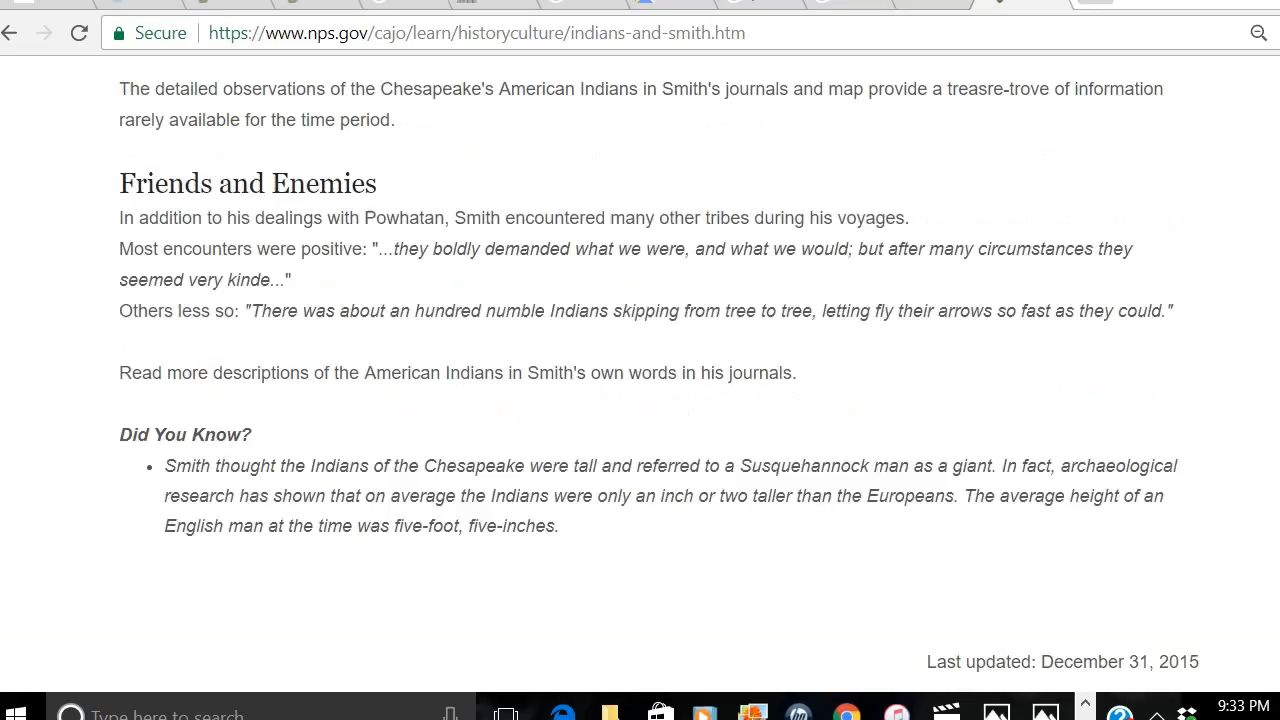 Secure
https://www.nps.gov/cajo/learn/historyculture/indians-and-smith.htm
The detailed observations of the Chesapeake's American Indians in Smith's journals and map provide a treasre-trove of information
rarely available for the time period.
Friends and Enemies
In addition to his dealings with Powhatan, Smith encountered many other tribes during his voyages.
Most encounters were positive: "...they boldly demanded what we were, and what we would; but after many circumstances they
seemed very kinde..."
Others less so: "There was about an hundred numble Indians skipping from tree to tree, letting fly their arrows so fast as they could."
Read more descriptions of the American Indians in Smith's own words in his journals.
Did You Know?
• Smith thought the Indians of the Chesapeake were tall and referred to a Susquehannock man as a giant. In fact, archaeological
research has shown that on average the Indians were only an inch or two taller than the Europeans. The average height of an
English man at the time was five-foot, five-inches.
Last updated: December 31, 2015
Type here to search
9:33 PM